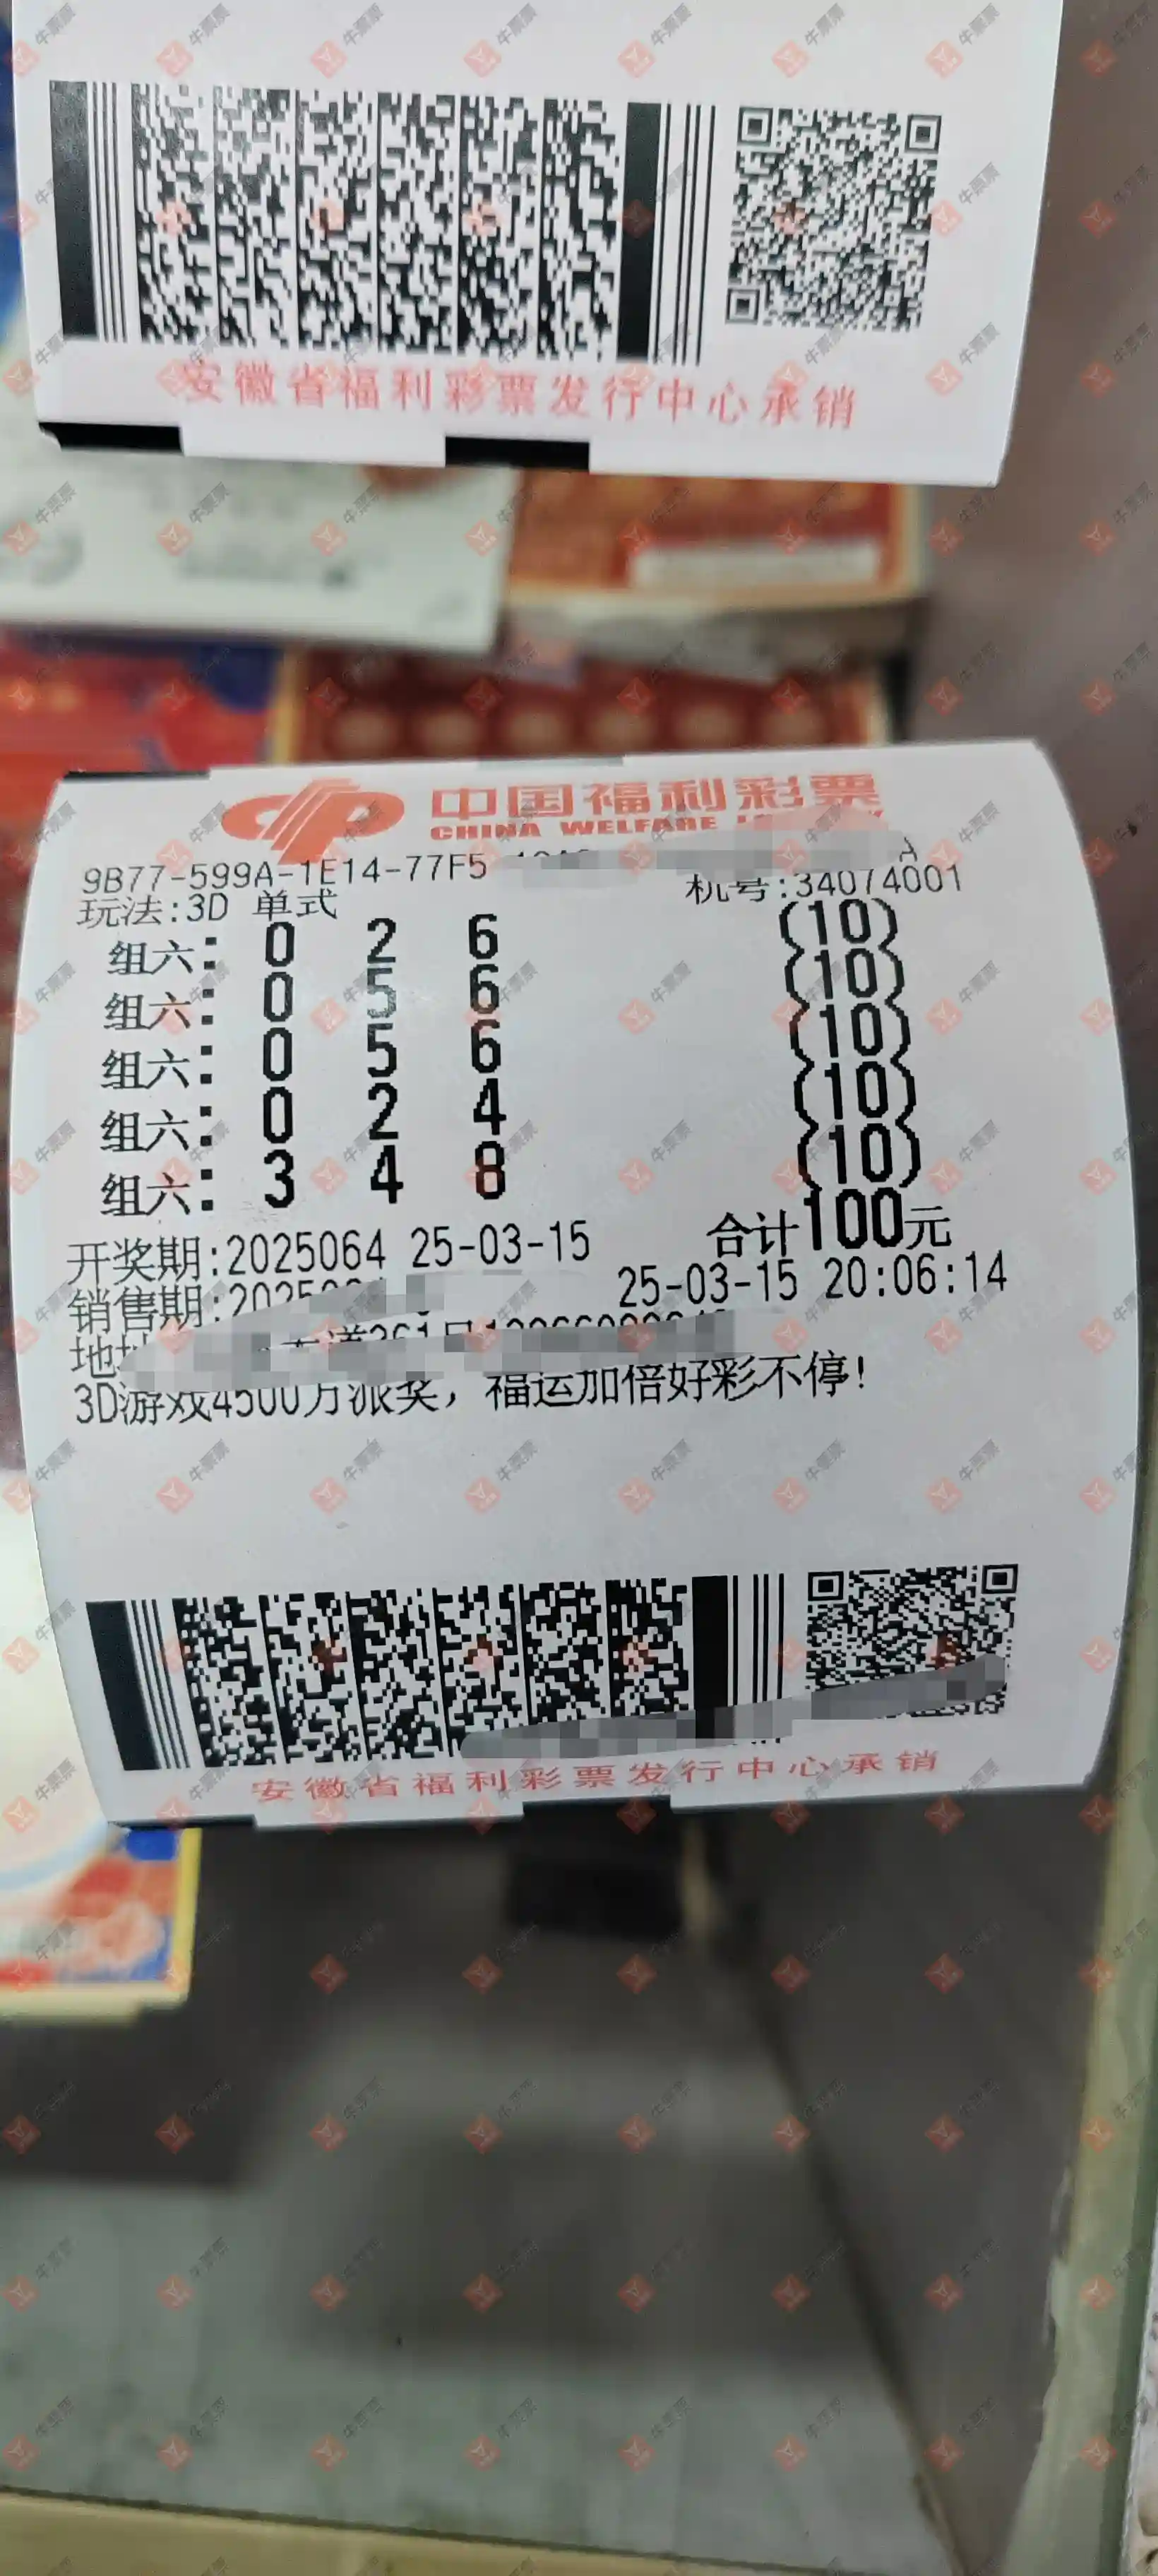 安徽省福利彩票发行中心承销
中国福利彩票
CHINA WELFARE
9B77-599A-1E14-77F5
机号:34074001
玩法:3D 单式
组六: 0 2 6 (10)
组六: 0 5 6 (10)
组六: 0 5 6 (10)
组六: 0 2 4 (10)
组六: 3 4 8 (10)
合计100元
开奖期:2025064 25-03-15
销售期: 25-03-15 20:06:14
3D游戏4500万派奖，福运加倍好彩不停!
安徽省福利彩票发行中心承销
牛票票